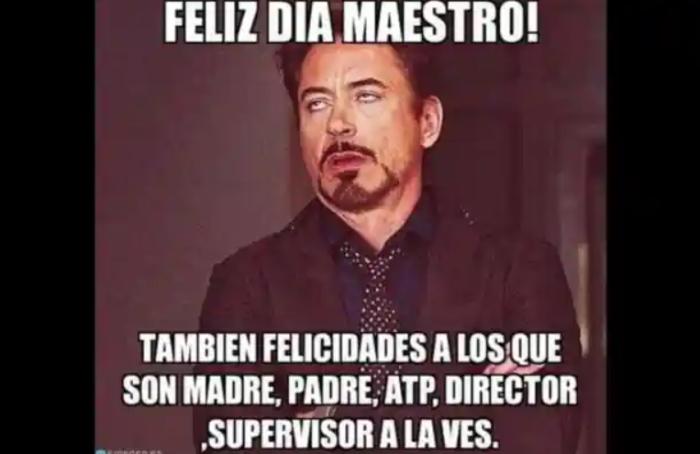 FELIZ DIA MAESTRO!
TAMBIEN FELICIDADES A LOS QUE
SON MADRE, PADRE, ATP, DIRECTOR
,SUPERVISOR A LA VES.